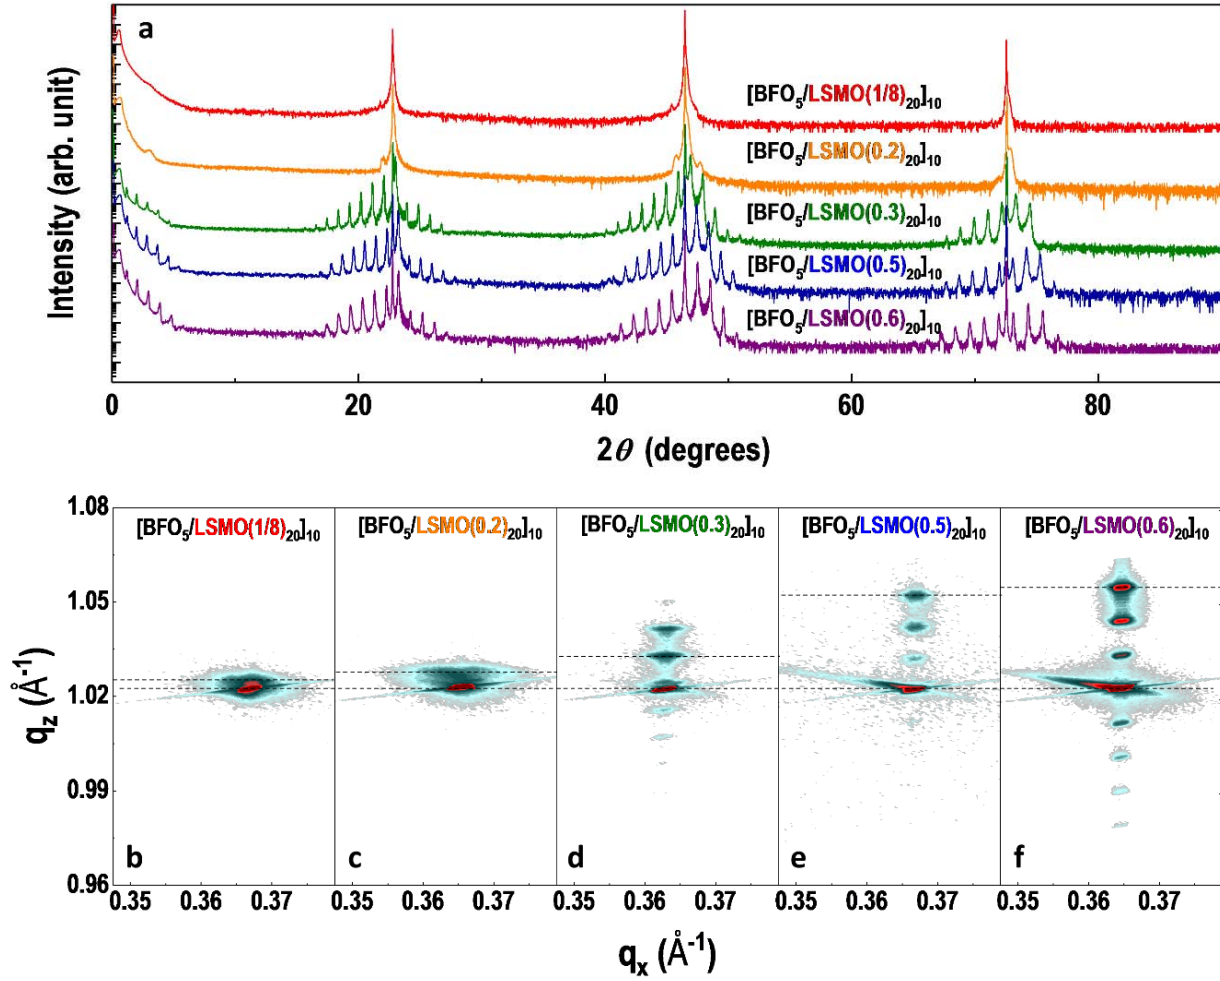 a
Intensity (arb. unit)
[BFO5/LSMO(1/8)20]10
[BFO5/LSMO(0.2)20]10
[BFO5/LSMO(0.3)20]10
[BFO5/LSMO(0.5)20]10
[BFO5/LSMO(0.6)20]10
0 20 40 60 80
2θ (degrees)
1.08
1.05
1.02
0.99
0.96
qz (Å-1)
[BFO5/LSMO(1/8)20]10 [BFO5/LSMO(0.2)20]10 [BFO5/LSMO(0.3)20]10 [BFO5/LSMO(0.5)20]10 [BFO5/LSMO(0.6)20]10
b c d e f
0.35 0.36 0.37 0.35 0.36 0.37 0.35 0.36 0.37 0.35 0.36 0.37 0.35 0.36 0.37
qx (Å-1)